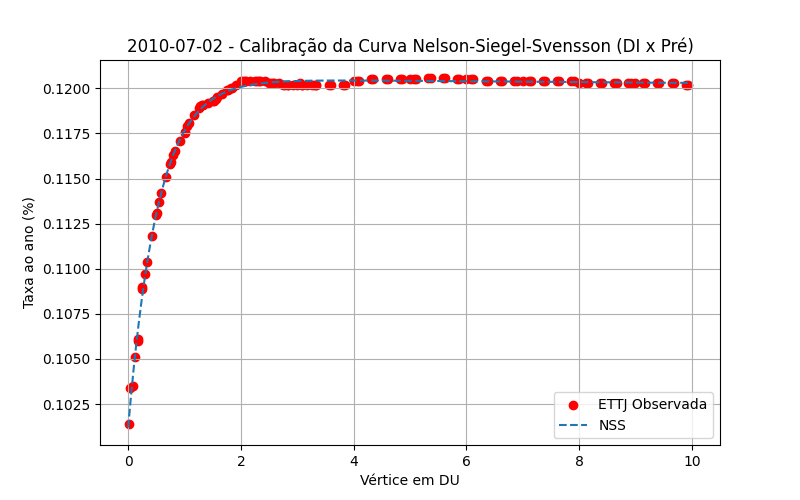 2010-07-02 - Calibração da Curva Nelson-Siegel-Svensson (DI x Pré)
Taxa ao ano (%)
0.1200
0.1175
0.1150
0.1125
0.1100
0.1075
0.1050
0.1025
ETTJ Observada
NSS
0 2 4 6 8 10
Vértice em DU